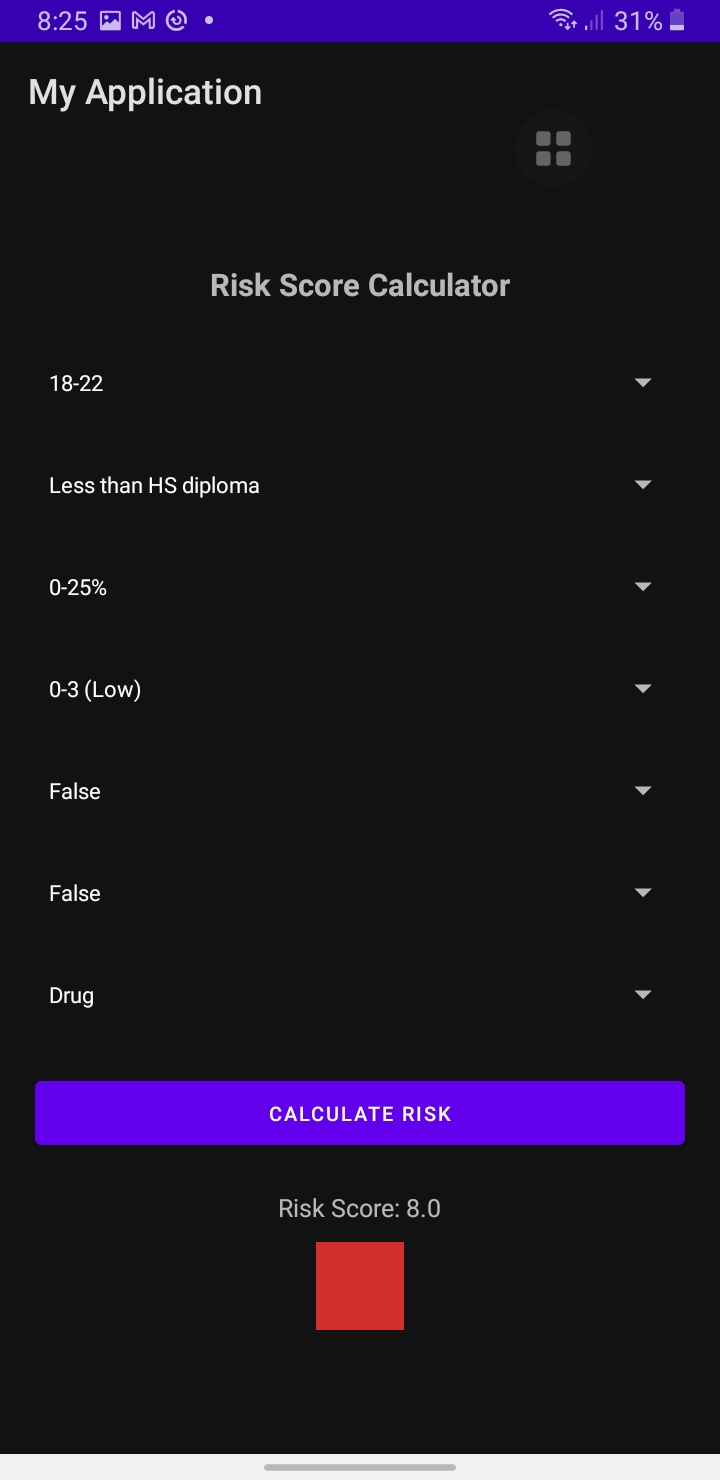 8:25
31%
My Application
Risk Score Calculator
18-22
Less than HS diploma
0-25%
0-3 (Low)
False
False
Drug
CALCULATE RISK
Risk Score: 8.0